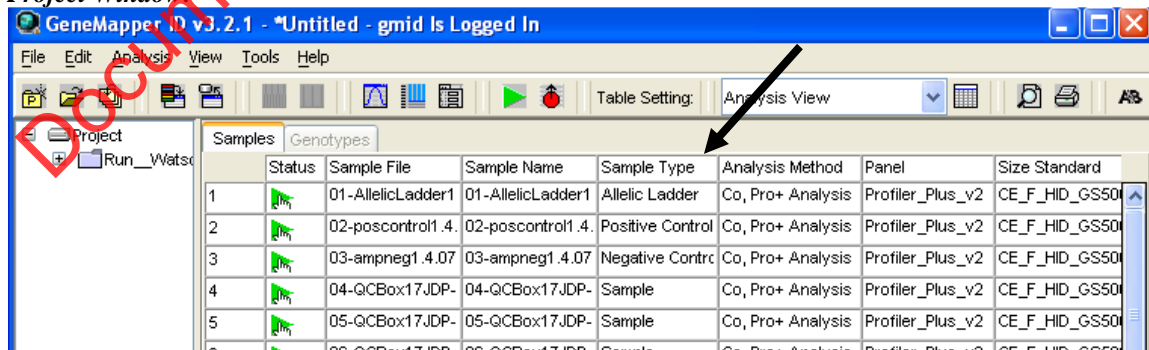 Project Window
GeneMapper ID v3.2.1 - *Untitled - gmid Is Logged In
File Edit Analysis View Tools Help
Table Setting: Analysis View
Project
Run__Watso
Samples Genotypes
Status Sample File Sample Name Sample Type Analysis Method Panel Size Standard
1 01-AllelicLadder1 01-AllelicLadder1 Allelic Ladder Co, Pro+ Analysis Profiler_Plus_v2 CE_F_HID_GS50
2 02-poscontrol1.4. 02-poscontrol1.4. Positive Control Co, Pro+ Analysis Profiler_Plus_v2 CE_F_HID_GS50
3 03-ampneg1.4.07 03-ampneg1.4.07 Negative Contro Co, Pro+ Analysis Profiler_Plus_v2 CE_F_HID_GS50
4 04-QCBox17JDP- 04-QCBox17JDP- Sample Co, Pro+ Analysis Profiler_Plus_v2 CE_F_HID_GS50
5 05-QCBox17JDP- 05-QCBox17JDP- Sample Co, Pro+ Analysis Profiler_Plus_v2 CE_F_HID_GS50
Docum